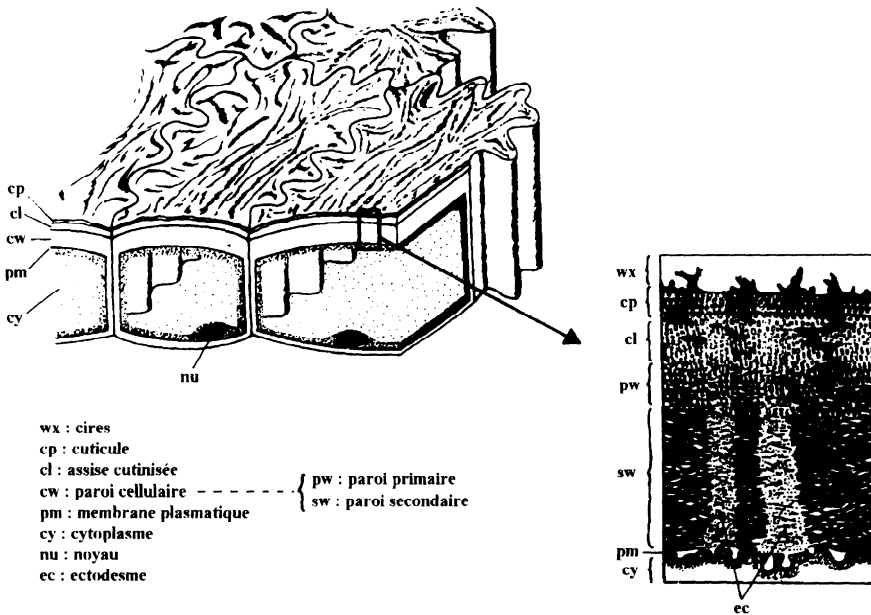 cp
cl
cw
pm
cy
nu
wx
cp
cl
pw
sw
pm
cy
ec
wx : cires
cp : cuticule
cl : assise cutinisée
cw : paroi cellulaire
pw : paroi primaire
sw : paroi secondaire
pm : membrane plasmatique
cy : cytoplasme
nu : noyau
ec : ectodesme